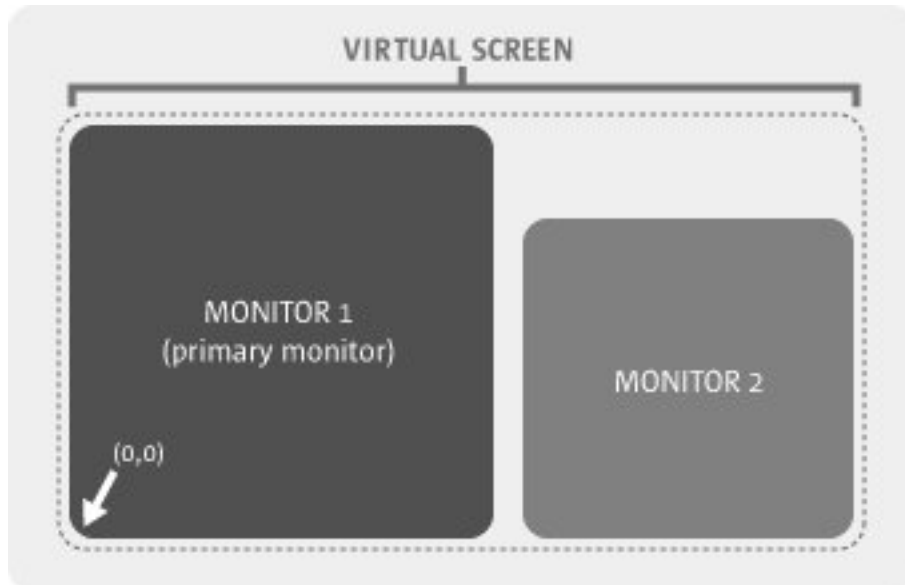 VIRTUAL SCREEN
MONITOR 1
(primary monitor)
(0,0)
MONITOR 2